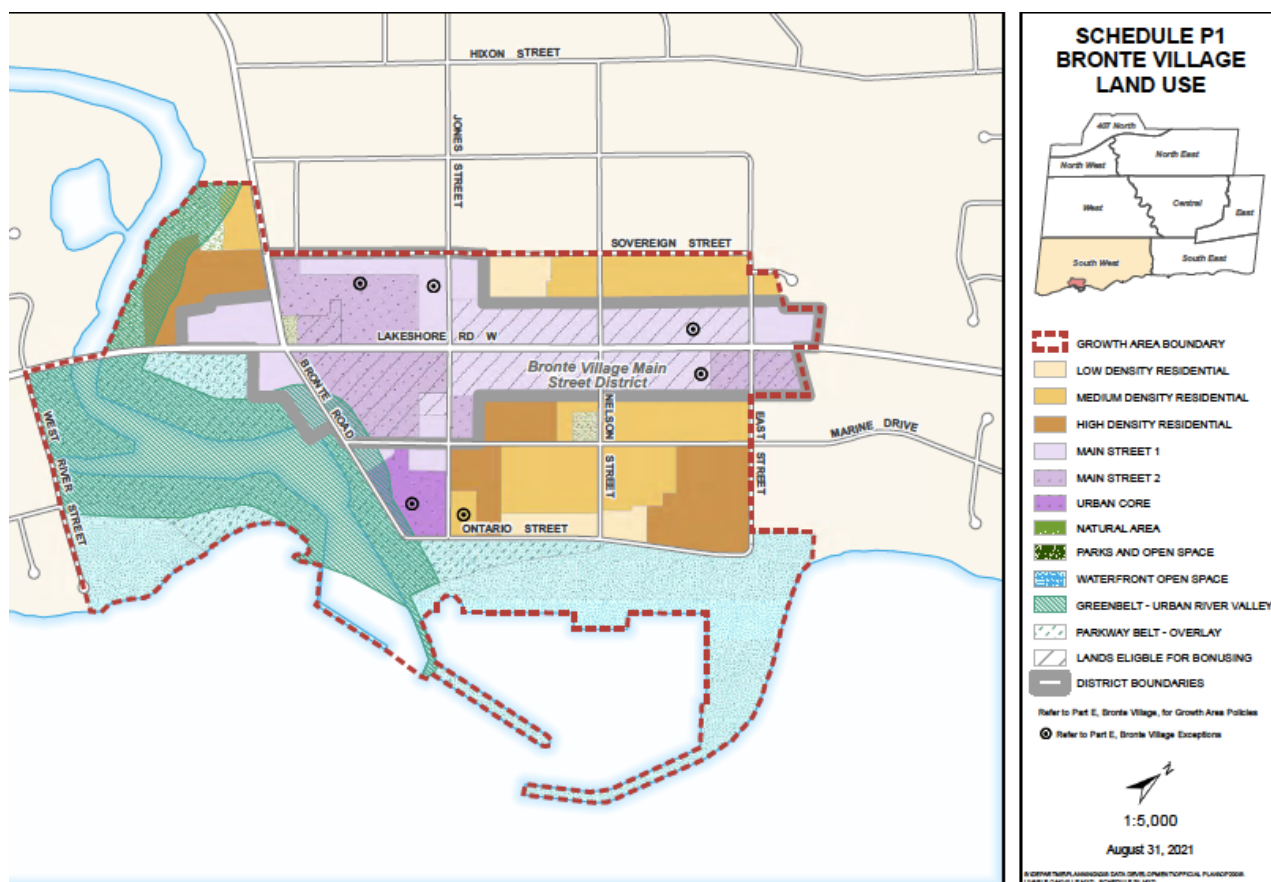 HIXON STREET
JONES STREET
SOVEREIGN STREET
LAKESHORE RD W
Bronte Village Main
Street District
BRONTE ROAD
NELSON STREET
EAST STREET
MARINE DRIVE
WEST RIVER STREET
ONTARIO STREET
SCHEDULE P1
BRONTE VILLAGE
LAND USE
407 North
North West
North East
West
Central
East
South West
South East
GROWTH AREA BOUNDARY
LOW DENSITY RESIDENTIAL
MEDIUM DENSITY RESIDENTIAL
HIGH DENSITY RESIDENTIAL
MAIN STREET 1
MAIN STREET 2
URBAN CORE
NATURAL AREA
PARKS AND OPEN SPACE
WATERFRONT OPEN SPACE
GREENBELT - URBAN RIVER VALLEY
PARKWAY BELT - OVERLAY
LANDS ELIGBLE FOR BONUSING
DISTRICT BOUNDARIES
Refer to Part E, Bronte Village, for Growth Area Policies
Refer to Part E, Bronte Village Exceptions
N
1:5,000
August 31, 2021